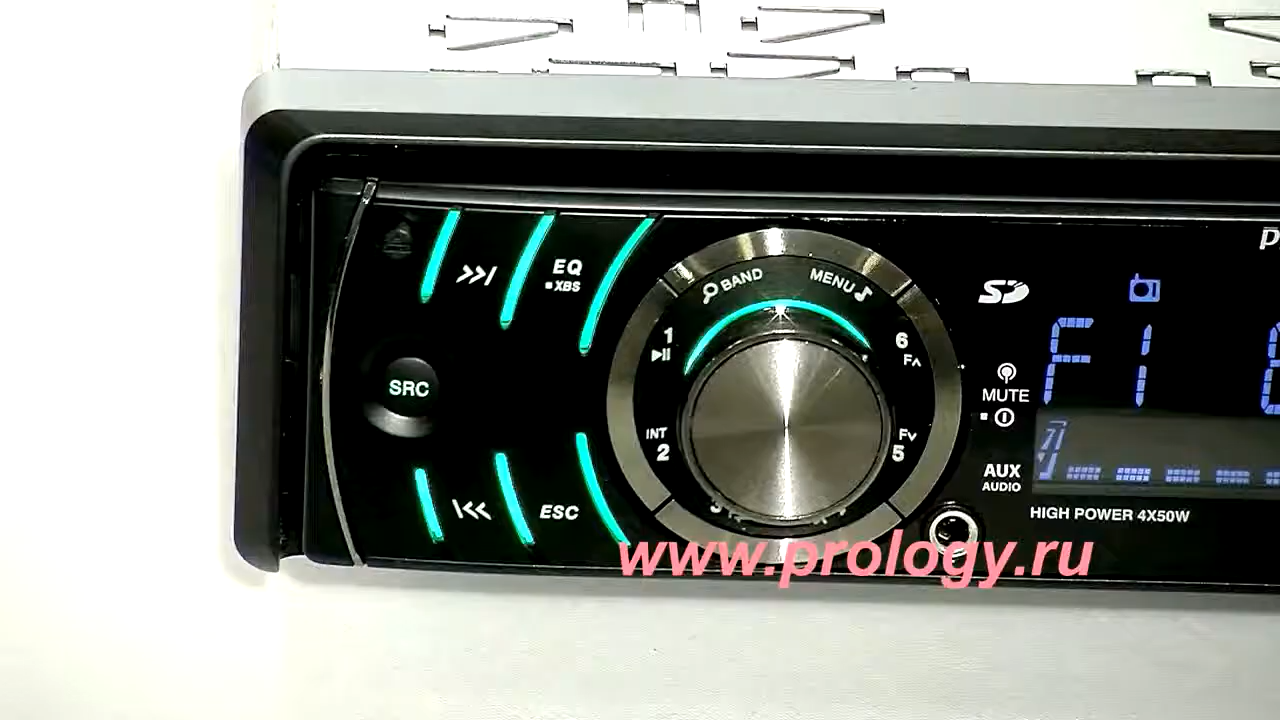 EQ
XBS
SRC
ESC
BAND
MENU
1
6
INT
2
5
SD
MUTE
F1
AUX
AUDIO
HIGH POWER 4X50W
www.prology.ru